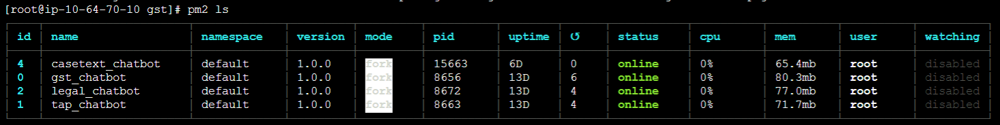 [root@ip-10-64-70-10 gst]# pm2 ls
id name namespace version mode pid uptime ↺ status cpu mem user watching
4 casetext_chatbot default 1.0.0 fork 15663 6D 0 online 0% 65.4mb root disabled
0 gst_chatbot default 1.0.0 fork 8656 13D 6 online 0% 80.3mb root disabled
2 legal_chatbot default 1.0.0 fork 8672 13D 4 online 0% 77.0mb root disabled
1 tap_chatbot default 1.0.0 fork 8663 13D 4 online 0% 71.7mb root disabled